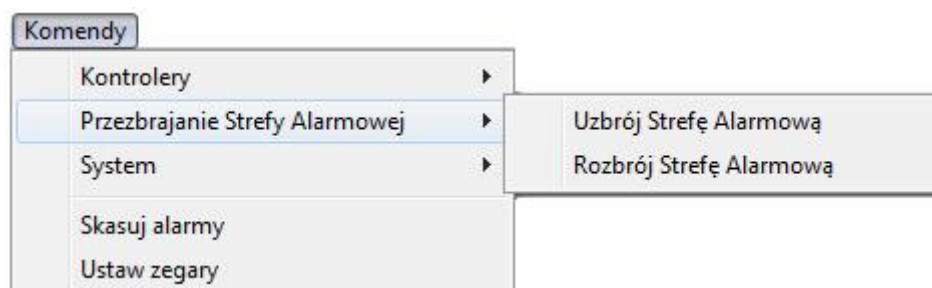 Komendy
Kontrolery
Przezbrajanie Strefy Alarmowej
Uzbrój Strefę Alarmową
Rozbrój Strefę Alarmową
System
Skasuj alarmy
Ustaw zegary